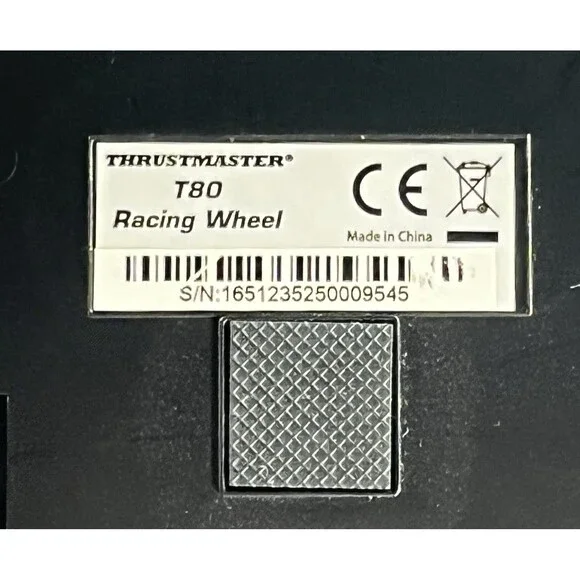 THRUSTMASTER®
T80
Racing Wheel
CE
Made in China
S/N:1651235250009545